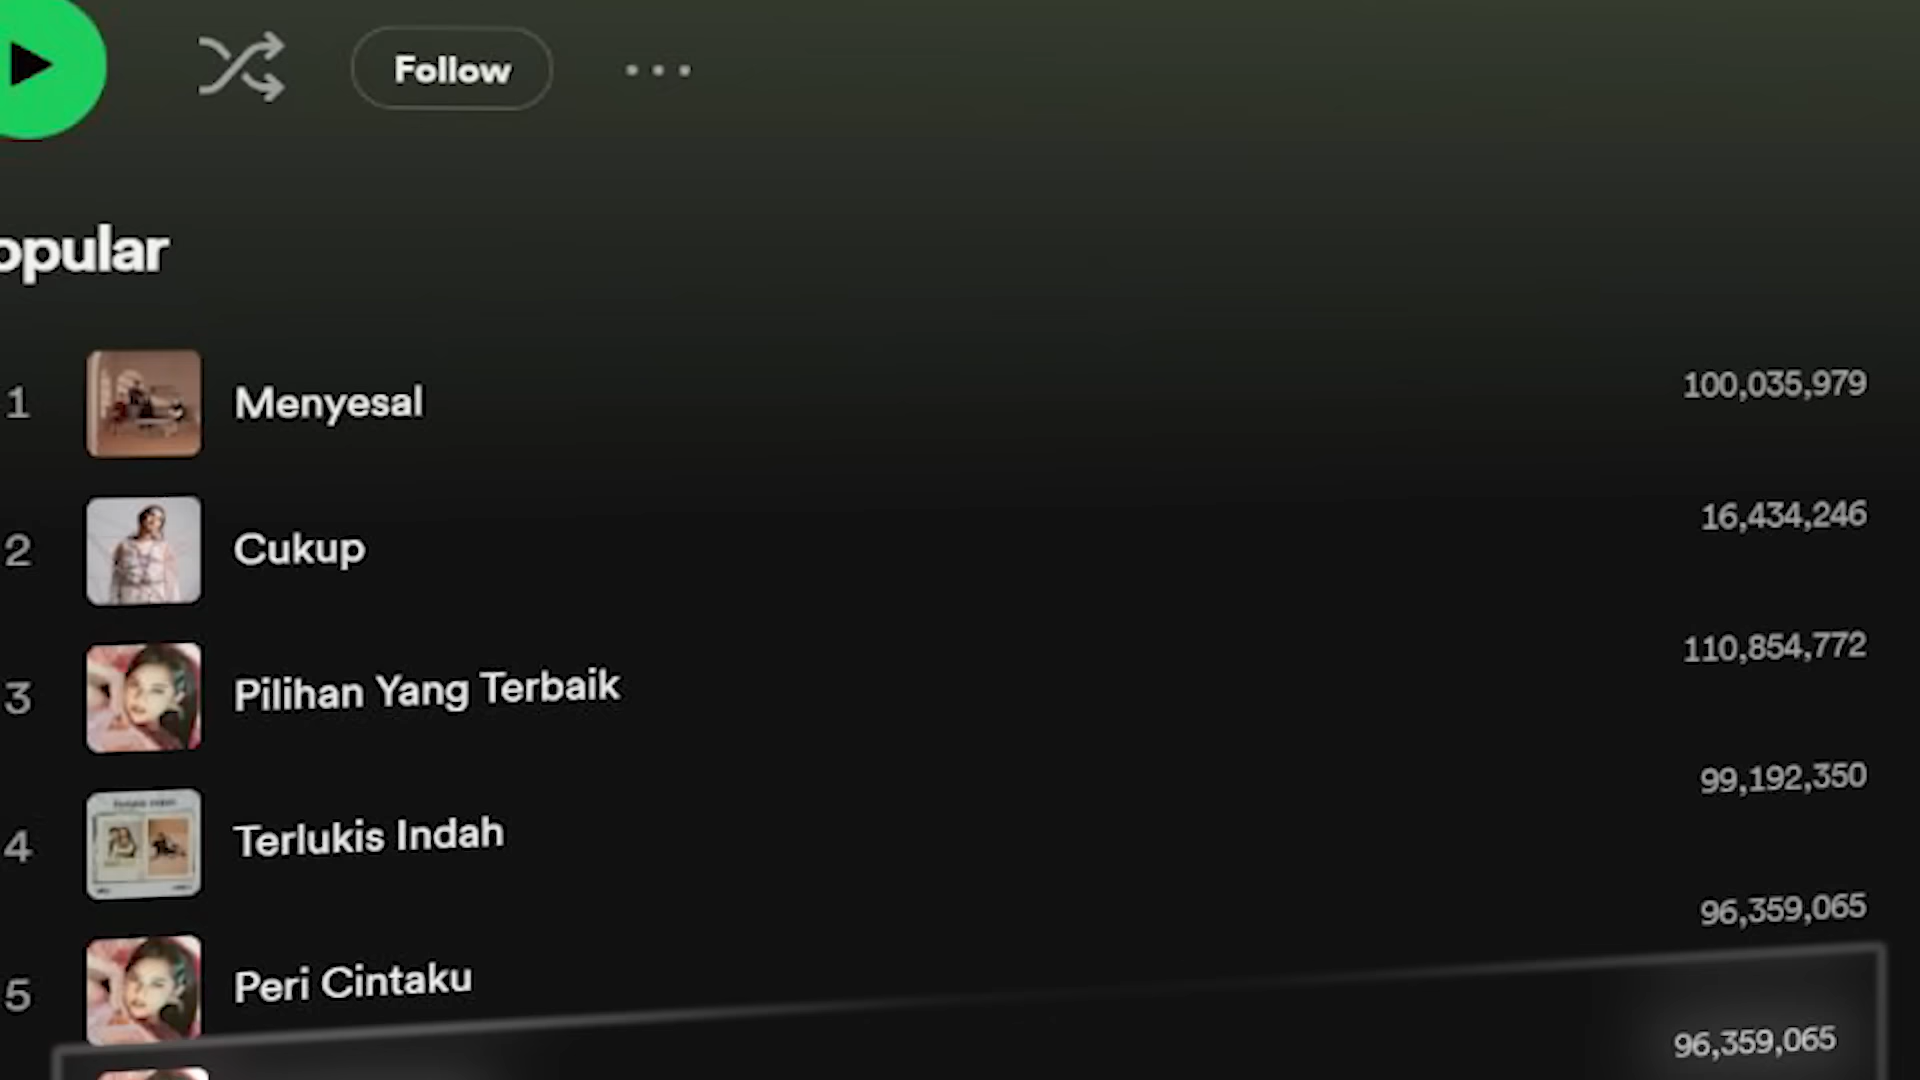 Follow
opular
1 Menyesal 100,035,979
2 Cukup 16,434,246
3 Pilihan Yang Terbaik 110,854,772
4 Terlukis Indah 99,192,350
5 Peri Cintaku 96,359,065
96,359,065